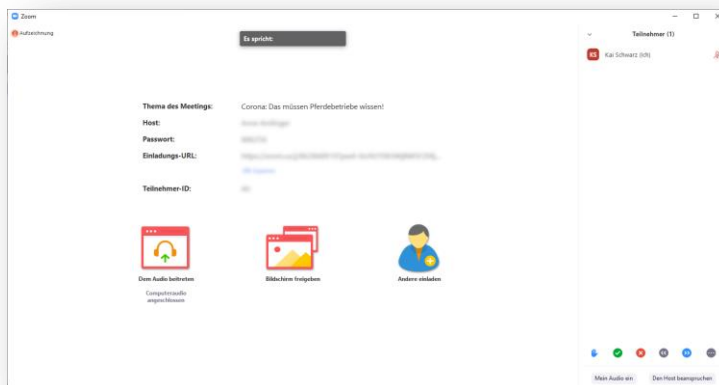 Zoom
Aufzeichnung
Es spricht:
Thema des Meetings: Corona: Das müssen Pferdebetriebe wissen!
Host:
Passwort:
Einladungs-URL:
Teilnehmer-ID:
Dem Audio beitreten
Computeraudio
angeschlossen
Bildschirm freigeben
Andere einladen
Teilnehmer (1)
KS Kai Schwarz (Ich)
Mein Audio ein
Den Host beanspruchen